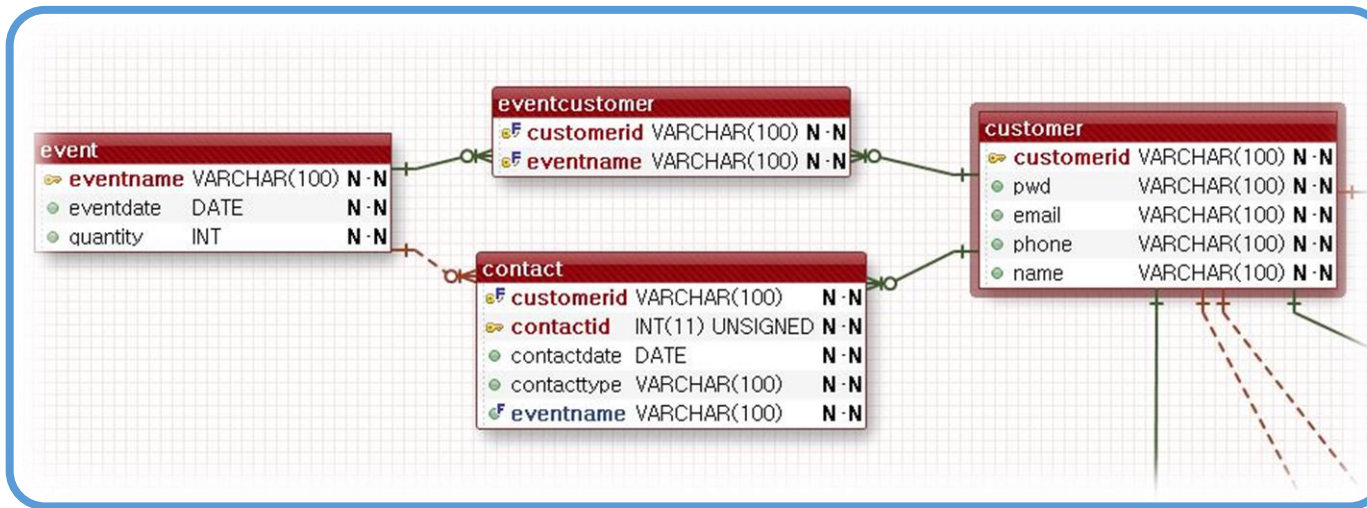 event
eventname VARCHAR(100) N·N
eventdate DATE N·N
quantity INT N·N
eventcustomer
customerid VARCHAR(100) N·N
eventname VARCHAR(100) N·N
contact
customerid VARCHAR(100) N·N
contactid INT(11) UNSIGNED N·N
contactdate DATE N·N
contacttype VARCHAR(100) N·N
eventname VARCHAR(100) N·N
customer
customerid VARCHAR(100) N·N
pwd VARCHAR(100) N·N
email VARCHAR(100) N·N
phone VARCHAR(100) N·N
name VARCHAR(100) N·N